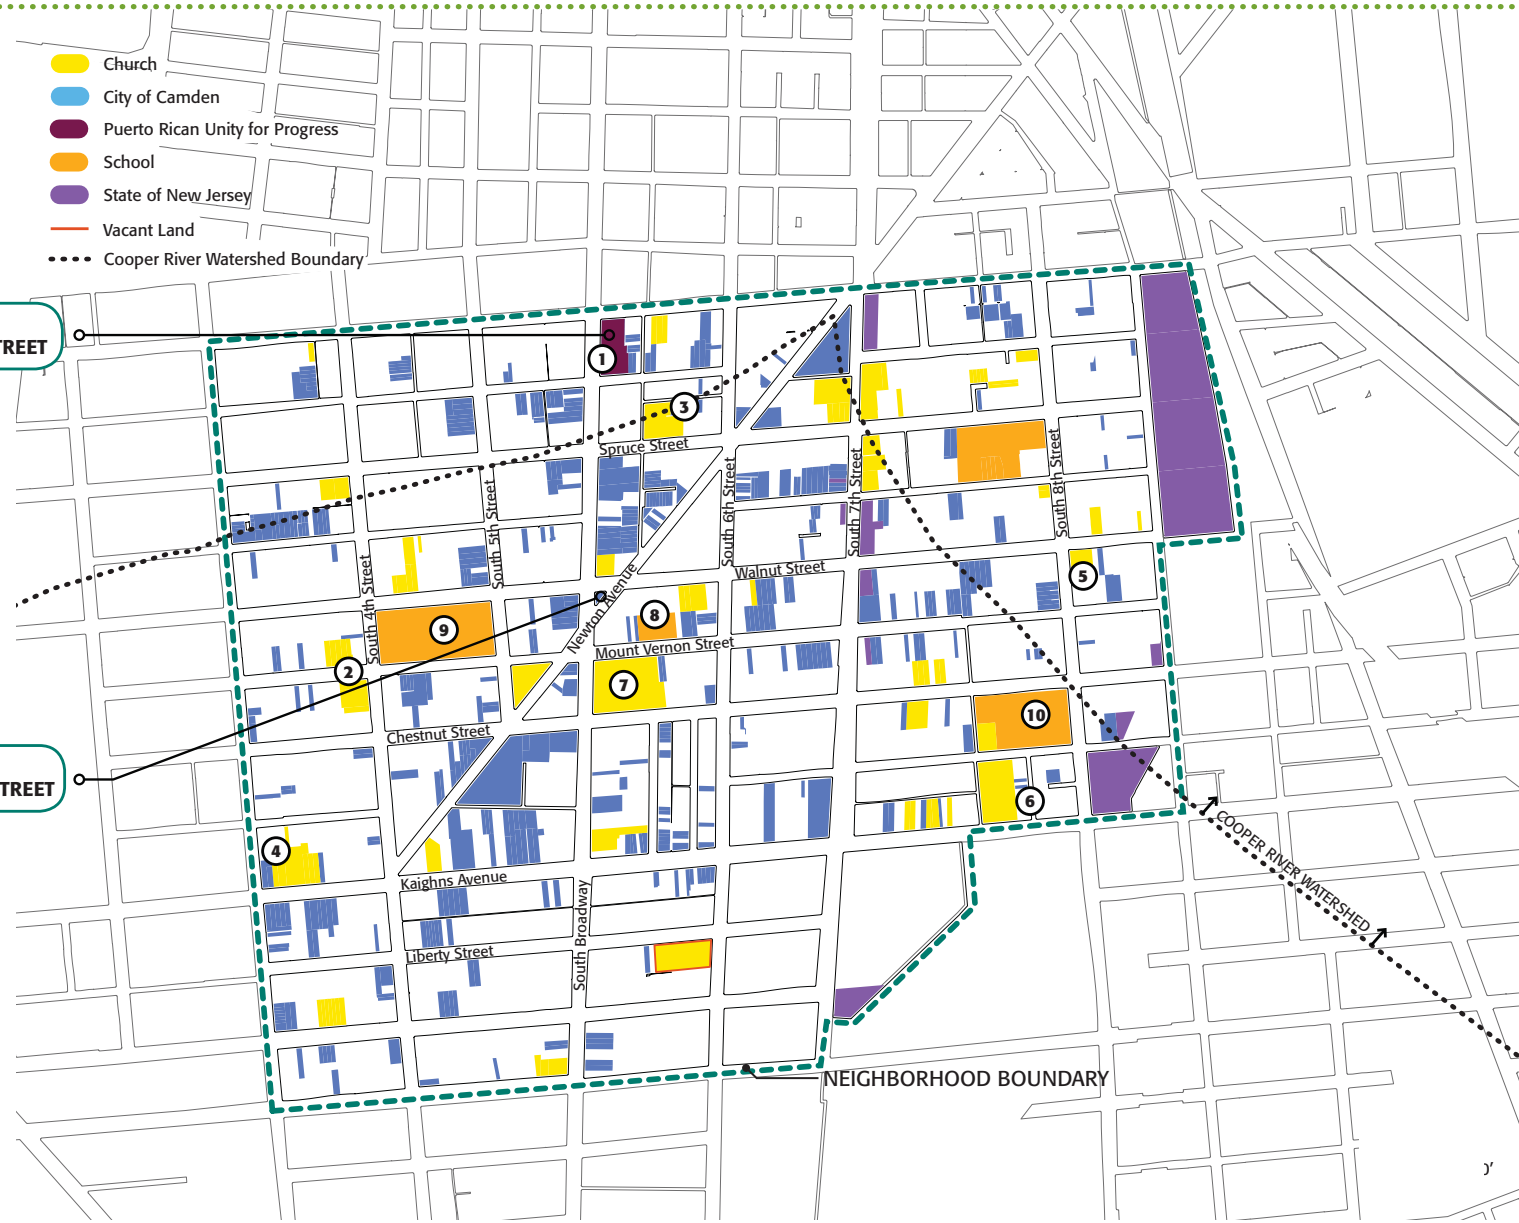 Church
City of Camden
Puerto Rican Unity for Progress
School
State of New Jersey
Vacant Land
Cooper River Watershed Boundary
TREET
TREET
1
3
Spruce Street
South 6th Street
South 7th Street
South 8th Street
South 5th Street
South 4th Street
Walnut Street
5
Newton Avenue
8
9
Mount Vernon Street
2
7
10
Chestnut Street
6
4
COOPER RIVER WATERSHED
Kaighns Avenue
South Broadway
Liberty Street
NEIGHBORHOOD BOUNDARY
0'